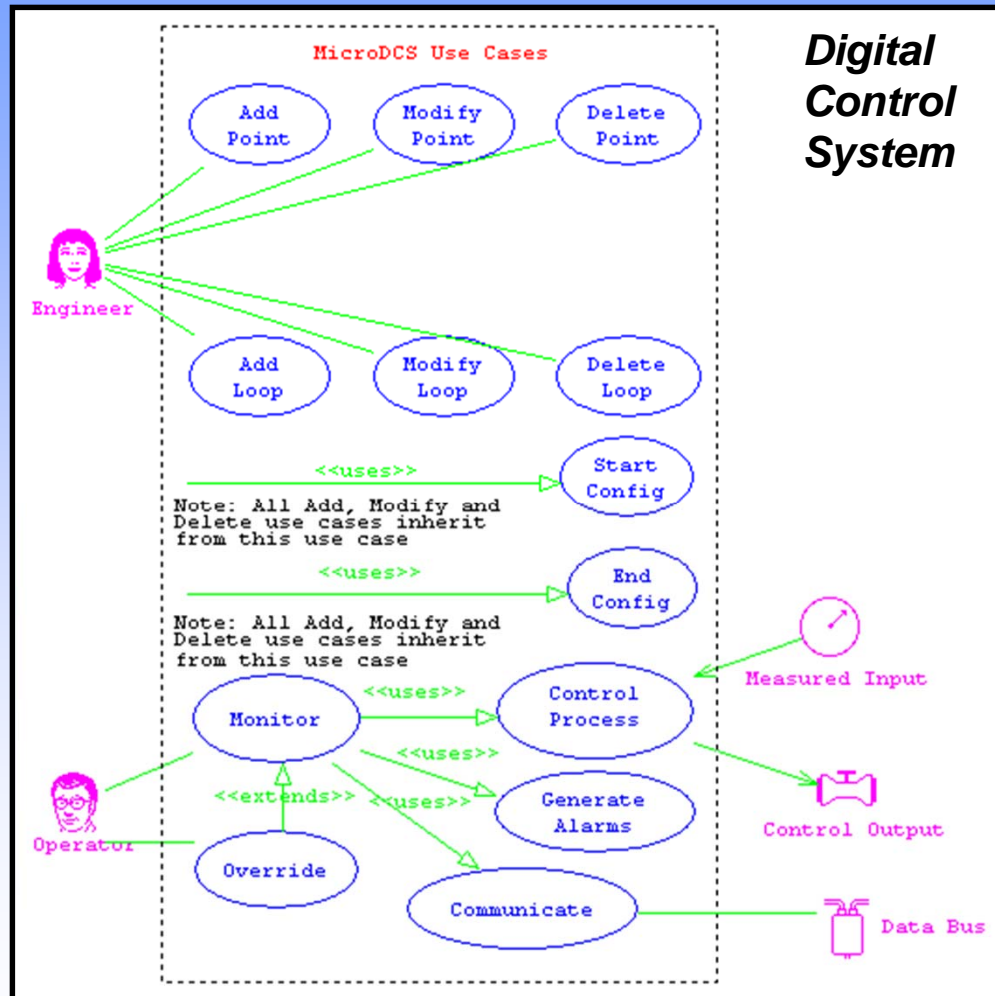 Digital
Control
System
MicroDCS Use Cases
Add
Point
Modify
Point
Delete
Point
Engineer
Add
Loop
Modify
Loop
Delete
Loop
<<uses>>
Start
Config
Note: All Add, Modify and
Delete use cases inherit
from this use case
<<uses>>
End
Config
Note: All Add, Modify and
Delete use cases inherit
from this use case
Measured Input
<<uses>>
Control
Process
Monitor
<<uses>>
<<extends>>
<<uses>>
Generate
Alarms
Control Output
Operator
Override
Communicate
Data Bus